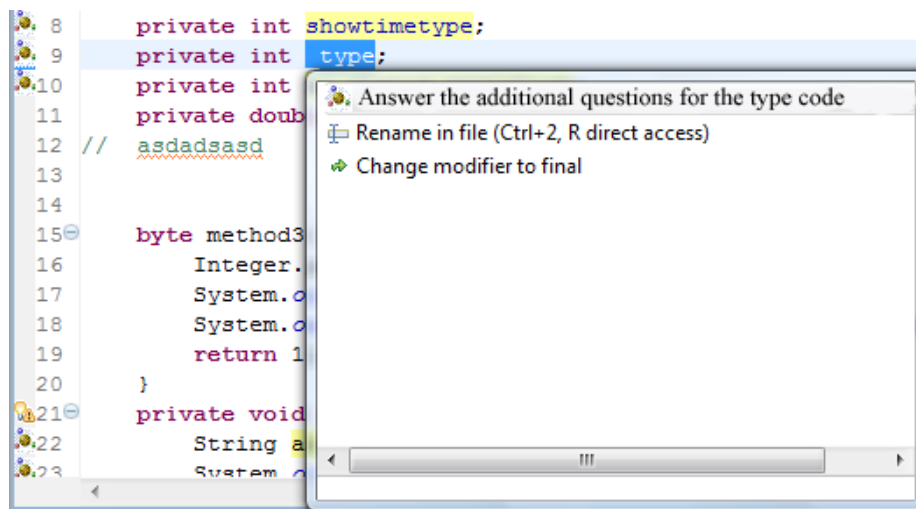 8 private int showtimetype;
9 private int type;
10 private int
11 private doub
12 // asdadsasd
13
14
15 byte method3
16 Integer.
17 System.o
18 System.o
19 return 1
20 }
21 private void
22 String a
23 System.o
Answer the additional questions for the type code
Rename in file (Ctrl+2, R direct access)
Change modifier to final